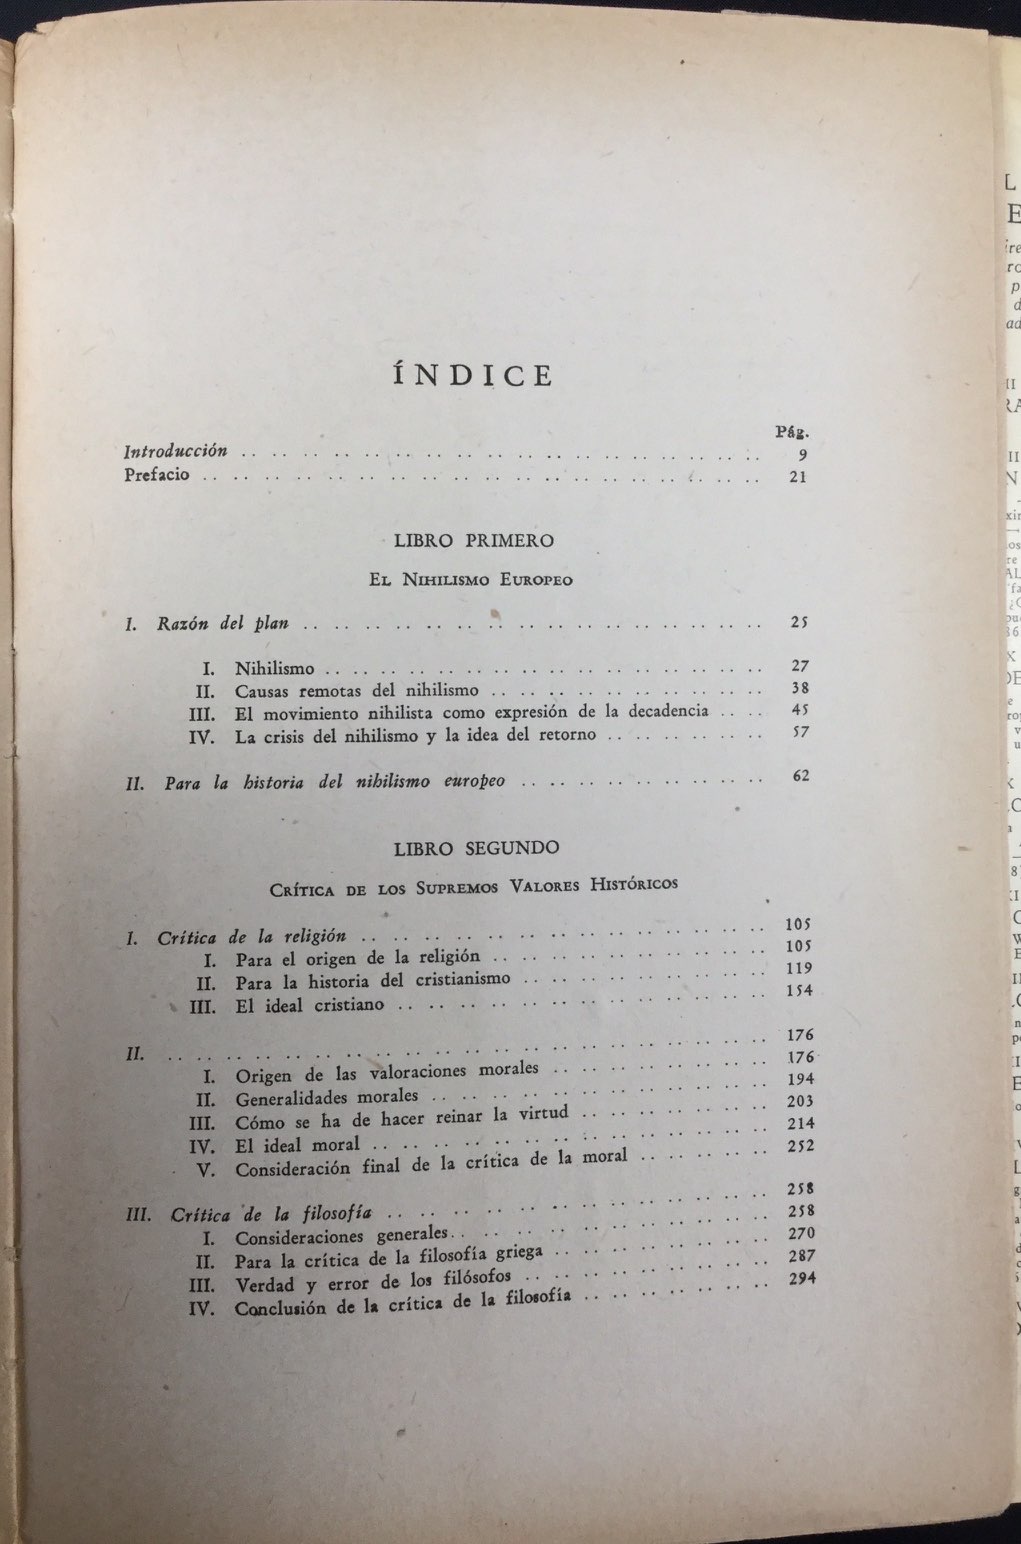 ÍNDICE
Pág.
Introducción .. .. .. .. .. .. .. .. .. .. .. .. .. .. .. .. .. 9
Prefacio .. .. .. .. .. .. .. .. .. .. .. .. .. .. .. .. .. .. 21
LIBRO PRIMERO
El Nihilismo Europeo
I. Razón del plan .. .. .. .. .. .. .. .. .. .. .. .. .. .. .. 25
I. Nihilismo .. .. .. .. .. .. .. .. .. .. .. .. .. .. .. 27
II. Causas remotas del nihilismo .. .. .. .. .. .. .. .. .. 38
III. El movimiento nihilista como expresión de la decadencia .. .. 45
IV. La crisis del nihilismo y la idea del retorno .. .. .. .. .. 57
II. Para la historia del nihilismo europeo .. .. .. .. .. .. .. .. 62
LIBRO SEGUNDO
Crítica de los Supremos Valores Históricos
I. Crítica de la religión .. .. .. .. .. .. .. .. .. .. .. .. .. 105
I. Para el origen de la religión .. .. .. .. .. .. .. .. .. 105
II. Para la historia del cristianismo .. .. .. .. .. .. .. .. 119
III. El ideal cristiano .. .. .. .. .. .. .. .. .. .. .. .. 154
II. .. .. .. .. .. .. .. .. .. .. .. .. .. .. .. .. .. .. .. .. 176
I. Origen de las valoraciones morales .. .. .. .. .. .. .. 176
II. Generalidades morales .. .. .. .. .. .. .. .. .. .. .. 194
III. Cómo se ha de hacer reinar la virtud .. .. .. .. .. .. 203
IV. El ideal moral .. .. .. .. .. .. .. .. .. .. .. .. .. 214
V. Consideración final de la crítica de la moral .. .. .. .. 252
III. Crítica de la filosofía .. .. .. .. .. .. .. .. .. .. .. .. 258
I. Consideraciones generales .. .. .. .. .. .. .. .. .. .. 258
II. Para la crítica de la filosofía griega .. .. .. .. .. .. .. 270
III. Verdad y error de los filósofos .. .. .. .. .. .. .. .. 287
IV. Conclusión de la crítica de la filosofía .. .. .. .. .. .. 294